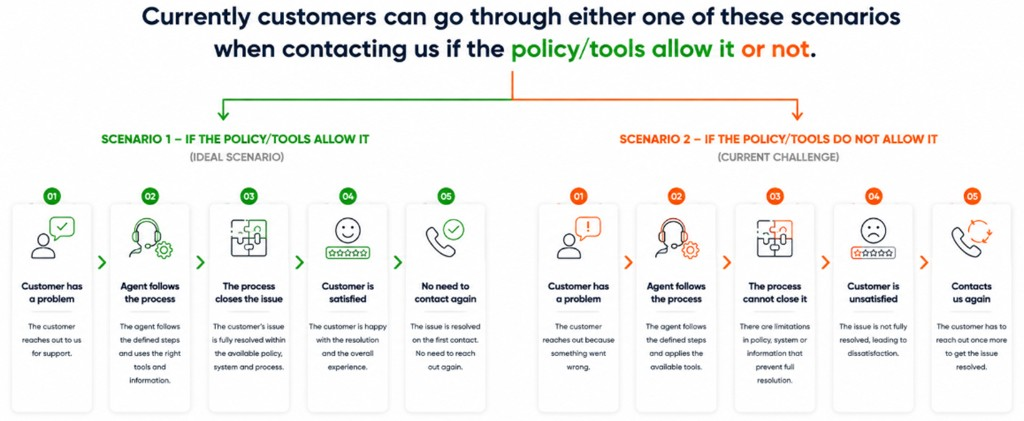 Currently customers can go through either one of these scenarios
when contacting us if the policy/tools allow it or not.
SCENARIO 1 – IF THE POLICY/TOOLS ALLOW IT
(IDEAL SCENARIO)
01
Customer has
a problem
The customer
reaches out to us
for support.
02
Agent follows
the process
The agent follows
the defined steps
and uses the right
tools and
information.
03
The process
closes the issue
The customer's issue
is fully resolved within
the available policy,
system and process.
04
Customer is
satisfied
The customer is happy
with the resolution
and the overall
experience.
05
No need to
contact again
The issue is resolved
on the first contact.
No need to reach
out again.
SCENARIO 2 – IF THE POLICY/TOOLS DO NOT ALLOW IT
(CURRENT CHALLENGE)
01
Customer has
a problem
The customer
reaches out because
something went
wrong.
02
Agent follows
the process
The agent follows
the defined steps
and applies the
available tools.
03
The process
cannot close it
There are limitations
in policy, system or
information that
prevent full
resolution.
04
Customer is
unsatisfied
The issue is not fully
resolved, leading to
dissatisfaction.
05
Contacts
us again
The customer has to
reach out once more
to get the issue
resolved.